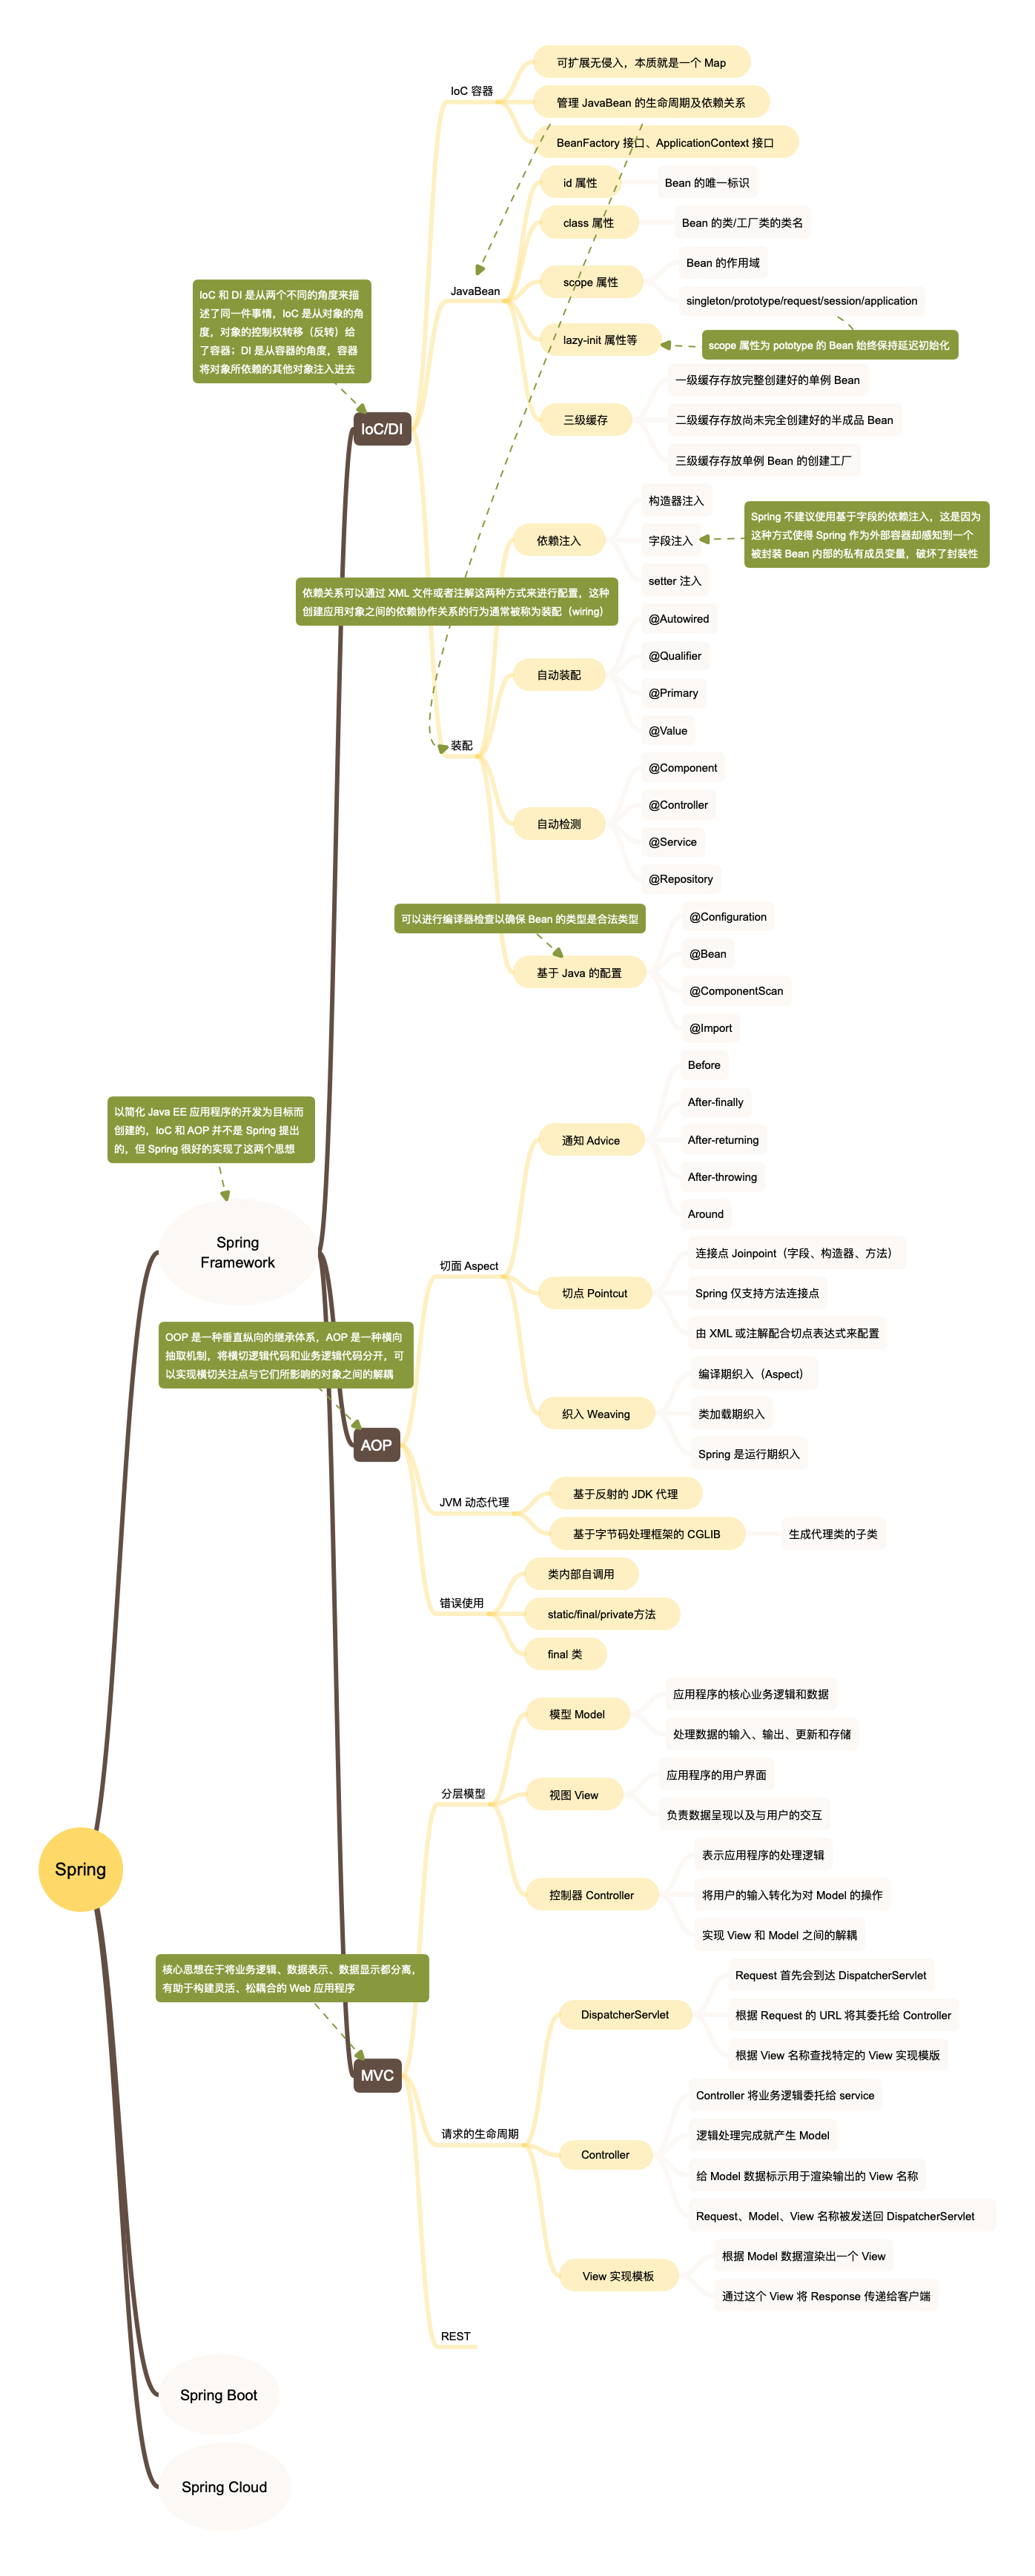 可扩展无侵入，本质就是一个 Map
IoC 容器
管理 JavaBean 的生命周期及依赖关系
BeanFactory 接口、ApplicationContext 接口
id 属性
Bean 的唯一标识
class 属性
Bean 的类/工厂类的类名
Bean 的作用域
scope 属性
JavaBean
singleton/prototype/request/session/application
IoC 和 DI 是从两个不同的角度来描
述了同一件事情，IoC 是从对象的角
度，对象的控制权转移（反转）给
了容器；DI 是从容器的角度，容器
将对象所依赖的其他对象注入进去
lazy-init 属性等
scope 属性为 pototype 的 Bean 始终保持延迟初始化
一级缓存存放完整创建好的单例 Bean
三级缓存
二级缓存存放尚未完全创建好的半成品 Bean
IoC/DI
三级缓存存放单例 Bean 的创建工厂
构造器注入
依赖注入
字段注入
Spring 不建议使用基于字段的依赖注入，这是因为
这种方式使得 Spring 作为外部容器却感知到一个
被封装 Bean 内部的私有成员变量，破坏了封装性
setter 注入
依赖关系可以通过 XML 文件或者注解这两种方式来进行配置，这种
创建应用对象之间的依赖协作关系的行为通常被称为装配（wiring）
@Autowired
@Qualifier
自动装配
@Primary
@Value
装配
@Component
@Controller
自动检测
@Service
@Repository
可以进行编译器检查以确保 Bean 的类型是合法类型
@Configuration
@Bean
基于 Java 的配置
@ComponentScan
@Import
Before
After-finally
以简化 Java EE 应用程序的开发为目标而
创建的，IoC 和 AOP 并不是 Spring 提出
的，但 Spring 很好的实现了这两个思想
通知 Advice
After-returning
After-throwing
Around
Spring
Framework
切面 Aspect
连接点 Joinpoint（字段、构造器、方法）
切点 Pointcut
Spring 仅支持方法连接点
由 XML 或注解配合切点表达式来配置
OOP 是一种垂直纵向的继承体系，AOP 是一种横向
抽取机制，将横切逻辑代码和业务逻辑代码分开，可
以实现横切关注点与它们所影响的对象之间的解耦
编译期织入（Aspect）
织入 Weaving
类加载期织入
Spring 是运行期织入
AOP
基于反射的 JDK 代理
JVM 动态代理
基于字节码处理框架的 CGLIB
生成代理类的子类
类内部自调用
错误使用
static/final/private方法
final 类
应用程序的核心业务逻辑和数据
模型 Model
处理数据的输入、输出、更新和存储
应用程序的用户界面
分层模型
视图 View
负责数据呈现以及与用户的交互
表示应用程序的处理逻辑
Spring
控制器 Controller
将用户的输入转化为对 Model 的操作
实现 View 和 Model 之间的解耦
核心思想在于将业务逻辑、数据表示、数据显示都分离，
有助于构建灵活、松耦合的 Web 应用程序
Request 首先会到达 DispatcherServlet
DispatcherServlet
根据 Request 的 URL 将其委托给 Controller
根据 View 名称查找特定的 View 实现模版
MVC
Controller 将业务逻辑委托给 service
请求的生命周期
逻辑处理完成就产生 Model
Controller
给 Model 数据标示用于渲染输出的 View 名称
Request、Model、View 名称被发送回 DispatcherServlet
根据 Model 数据渲染出一个 View
View 实现模板
通过这个 View 将 Response 传递给客户端
REST
Spring Boot
Spring Cloud